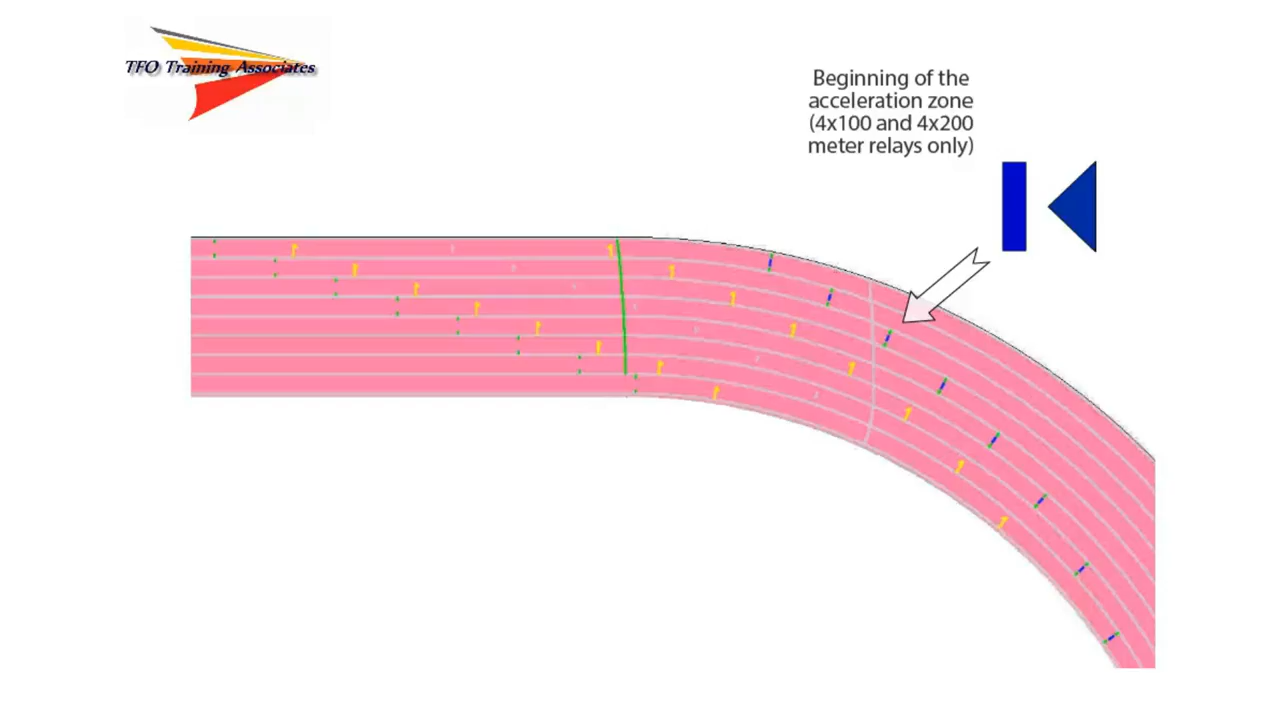 TFO Training Associates
Beginning of the
acceleration zone
(4x100 and 4x200
meter relays only)